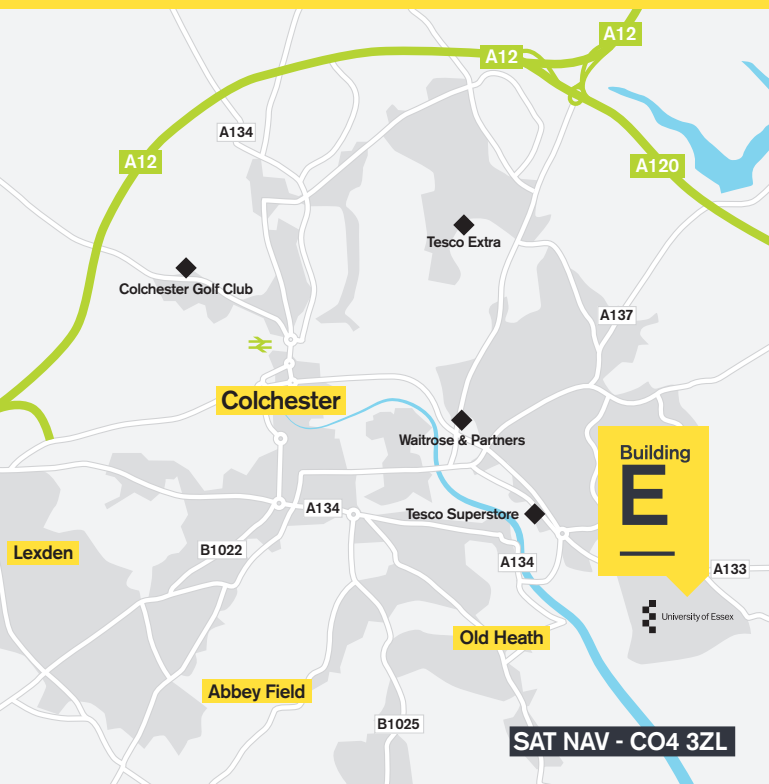 A12
A12
A134
A12
A120
Tesco Extra
Colchester Golf Club
A137
Colchester
Waitrose & Partners
Building
E
A134
Tesco Superstore
B1022
Lexden
A134
A133
University of Essex
Old Heath
Abbey Field
B1025
SAT NAV - CO4 3ZL